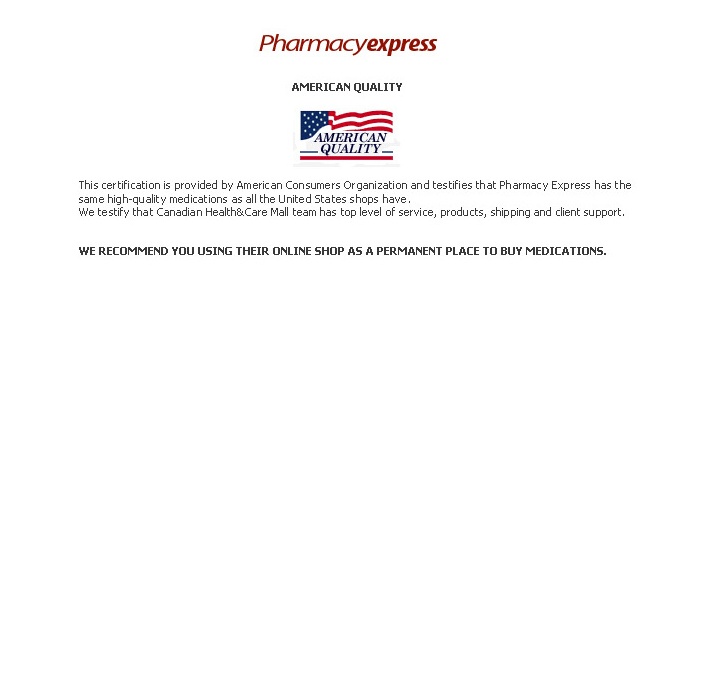 Pharmacyexpress
AMERICAN QUALITY
AMERICAN
QUALITY
This certification is provided by American Consumers Organization and testifies that Pharmacy Express has the
same high-quality medications as all the United States shops have.
We testify that Canadian Health&Care Mall team has top level of service, products, shipping and client support.
WE RECOMMEND YOU USING THEIR ONLINE SHOP AS A PERMANENT PLACE TO BUY MEDICATIONS.